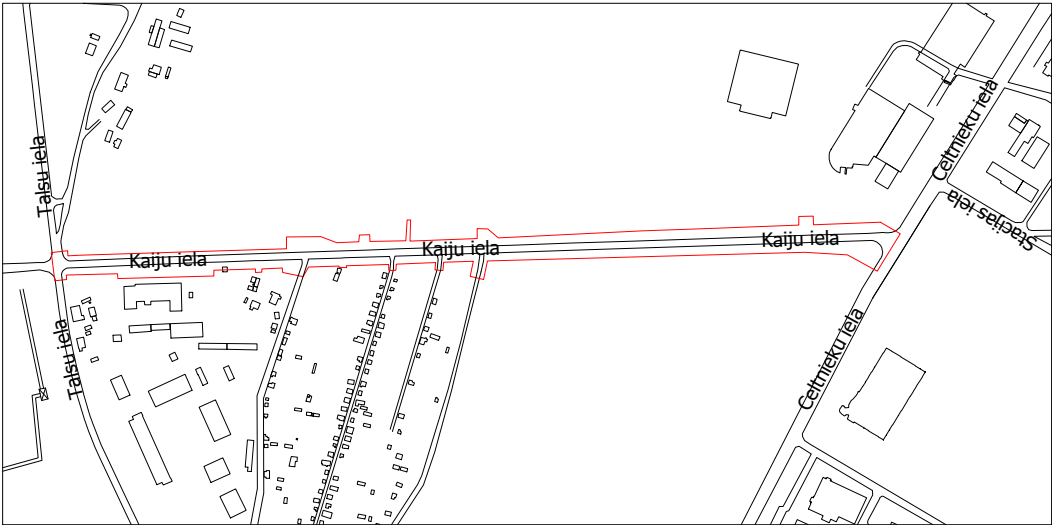 Talsu iela
Celtnieku iela
Stacijas iela
Kaiju iela
Kaiju iela
Kaiju iela
Talsu iela
Celtnieku iela